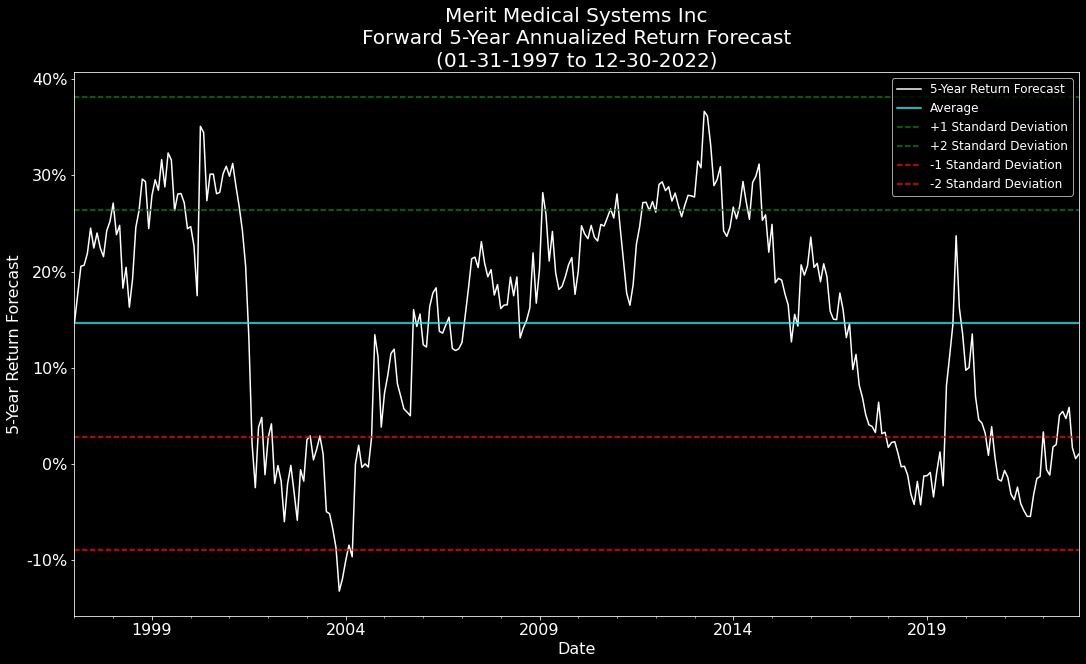 Merit Medical Systems Inc
Forward 5-Year Annualized Return Forecast
(01-31-1997 to 12-30-2022)
40%
30%
20%
10%
0%
-10%
5-Year Return Forecast
5-Year Return Forecast
Average
+1 Standard Deviation
+2 Standard Deviation
-1 Standard Deviation
-2 Standard Deviation
1999
2004
2009
2014
2019
Date